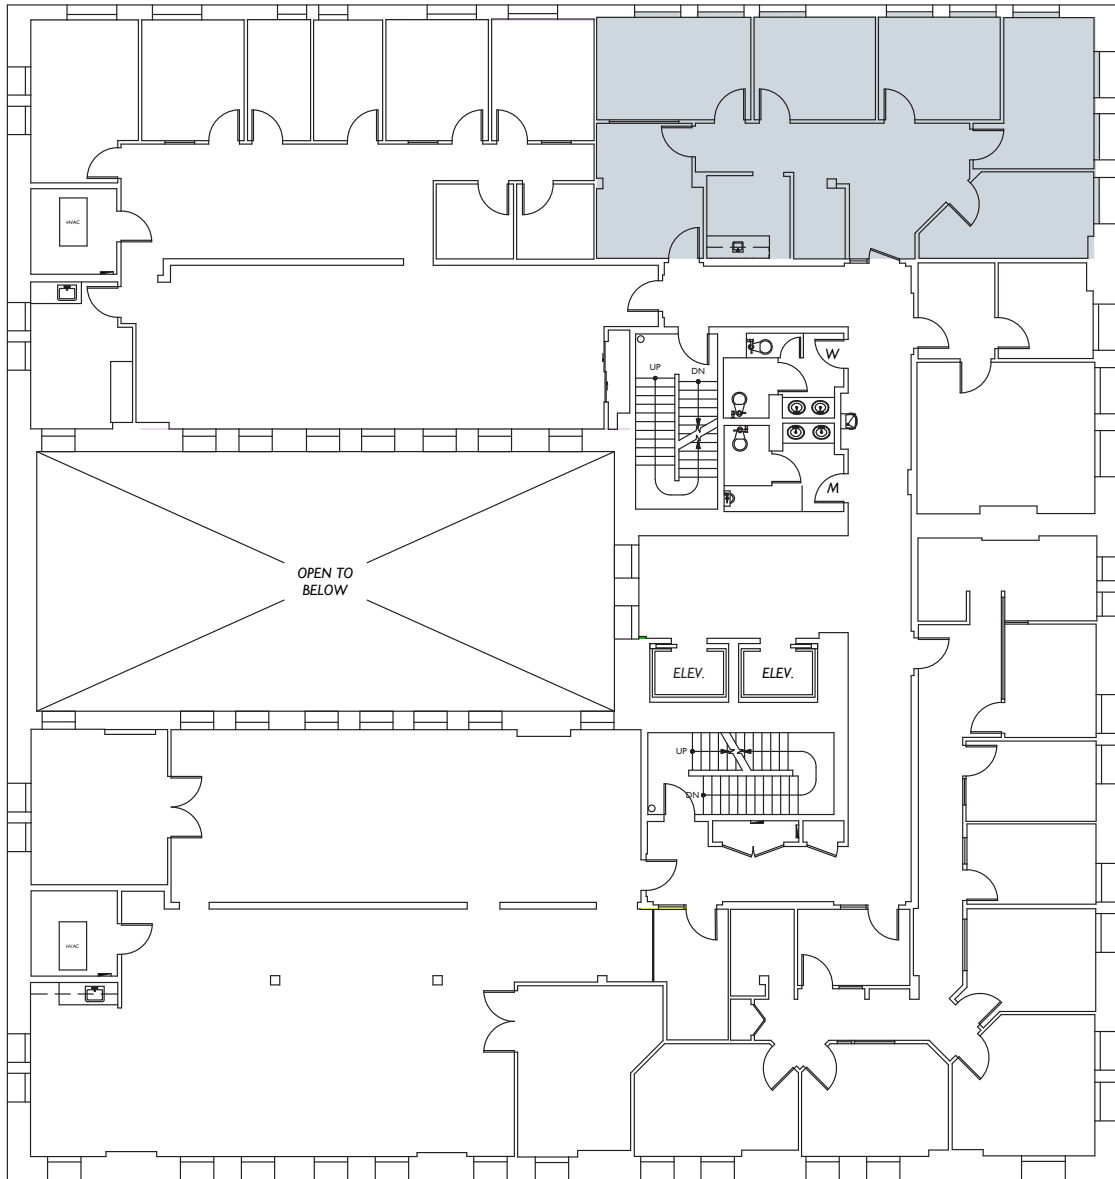 HVAC
UP
DN
W
M
OPEN TO
BELOW
ELEV.
ELEV.
UP
DN
HVAC